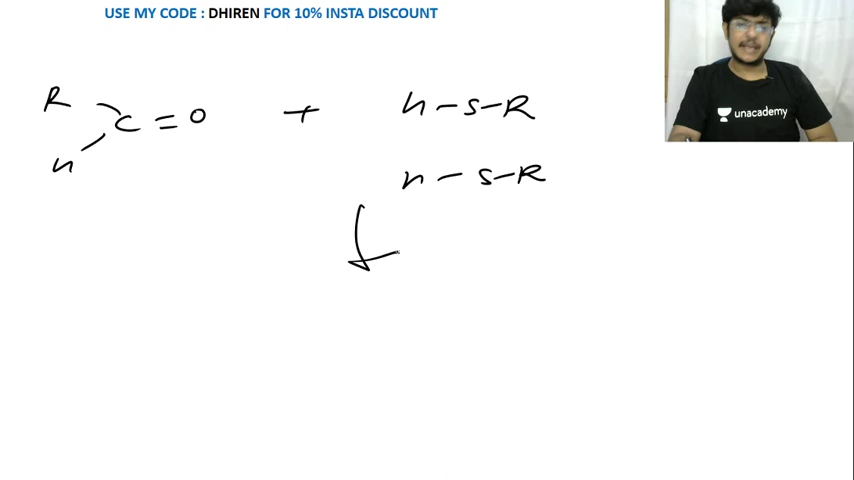 USE MY CODE : DHIREN FOR 10% INSTA DISCOUNT
R
C = O + H - S - R
H
H - S - R
unacademy